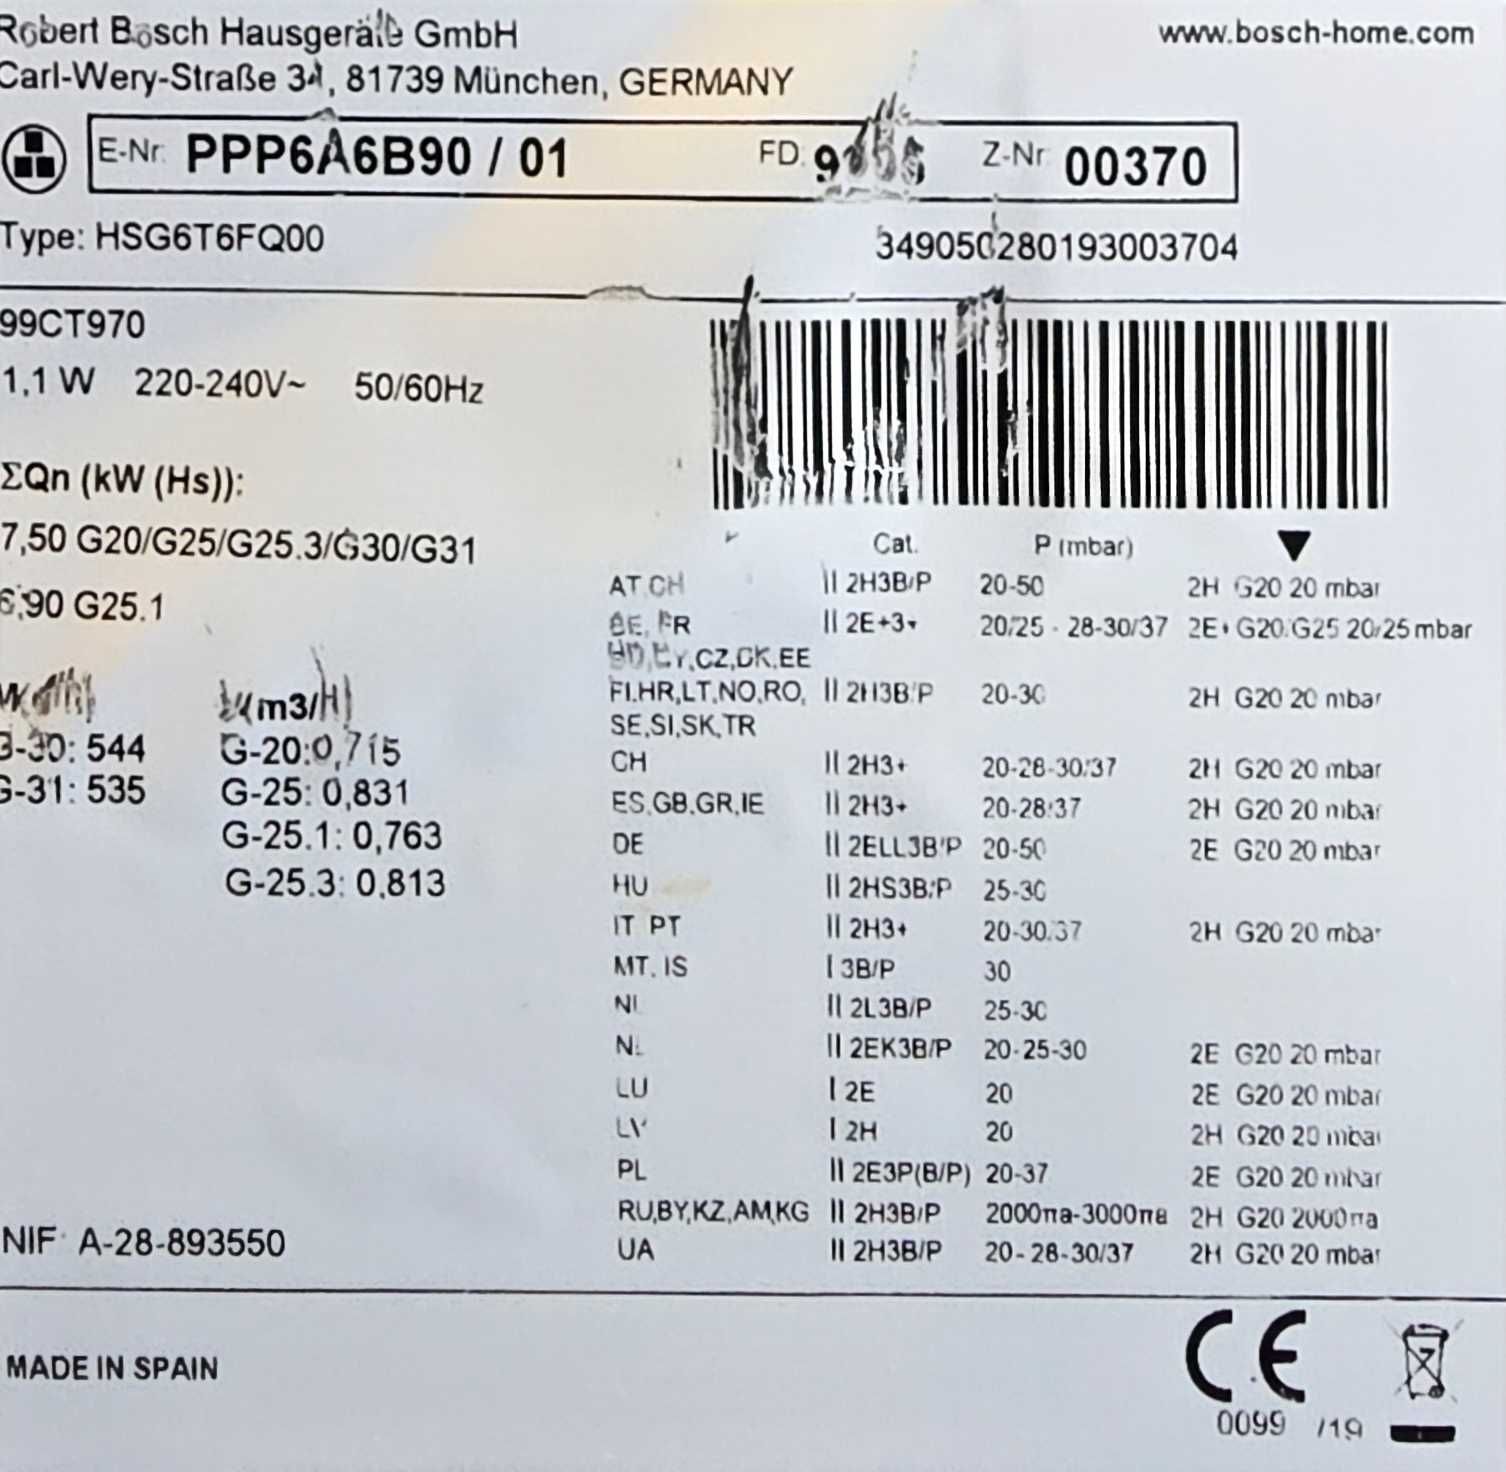 Robert Bosch Hausgeräte GmbH www.bosch-home.com
Carl-Wery-Straße 34, 81739 München, GERMANY
E-Nr. PPP6A6B90 / 01 FD. Z-Nr. 00370
Type: HSG6T6FQ00 349050280193003704
99CT970
1,1 W 220-240V~ 50/60Hz
ΣQn (kW (Hs)):
7,50 G20/G25/G25.3/G30/G31
6,90 G25.1
(m3/H)
G-30: 544 G-20:0,715
G-31: 535 G-25: 0,831
G-25.1: 0,763
G-25.3: 0,813
NIF: A-28-893550
Cat. P (mbar) ▼
AT,CH II 2H3B/P 20-50 2H G20 20 mbar
BE, FR II 2E+3+ 20/25 - 28-30/37 2E+ G20/G25 20/25 mbar
CZ,DK,EE
FI,HR,LT,NO,RO, II 2H3B/P 20-30 2H G20 20 mbar
SE,SI,SK,TR
CH II 2H3+ 20-28-30/37 2H G20 20 mbar
ES,GB,GR,IE II 2H3+ 20-28/37 2H G20 20 mbar
DE II 2ELL3B/P 20-50 2E G20 20 mbar
HU II 2HS3B/P 25-30
IT PT II 2H3+ 20-30/37 2H G20 20 mbar
MT, IS I 3B/P 30
NL II 2L3B/P 25-30
NL II 2EK3B/P 20-25-30 2E G20 20 mbar
LU I 2E 20 2E G20 20 mbar
LV I 2H 20 2H G20 20 mbar
PL II 2E3P(B/P) 20-37 2E G20 20 mbar
RU,BY,KZ,AM,KG II 2H3B/P 2000па-3000па 2H G20 2000па
UA II 2H3B/P 20- 28-30/37 2H G20 20 mbar
MADE IN SPAIN
CE
0099 /19